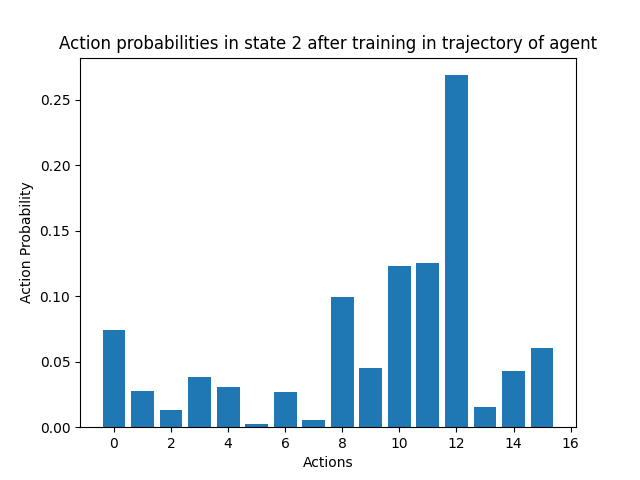 Action probabilities in state 2 after training in trajectory of agent
0.25
0.20
0.15
0.10
0.05
0.00
Action Probability
0 2 4 6 8 10 12 14 16
Actions